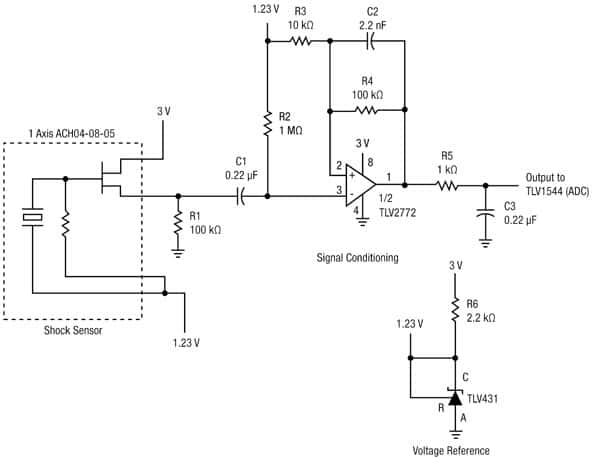 1.23 V
R3
10 kΩ
C2
2.2 nF
R4
100 kΩ
3 V
1 Axis ACH04-08-05
R2
1 MΩ
C1
0.22 µF
3 V
8
2
+
1
3
-
4
1/2
TLV2772
R5
1 kΩ
Output to
TLV1544 (ADC)
C3
0.22 µF
R1
100 kΩ
Signal Conditioning
Shock Sensor
1.23 V
3 V
R6
2.2 kΩ
1.23 V
C
TLV431
R
A
Voltage Reference